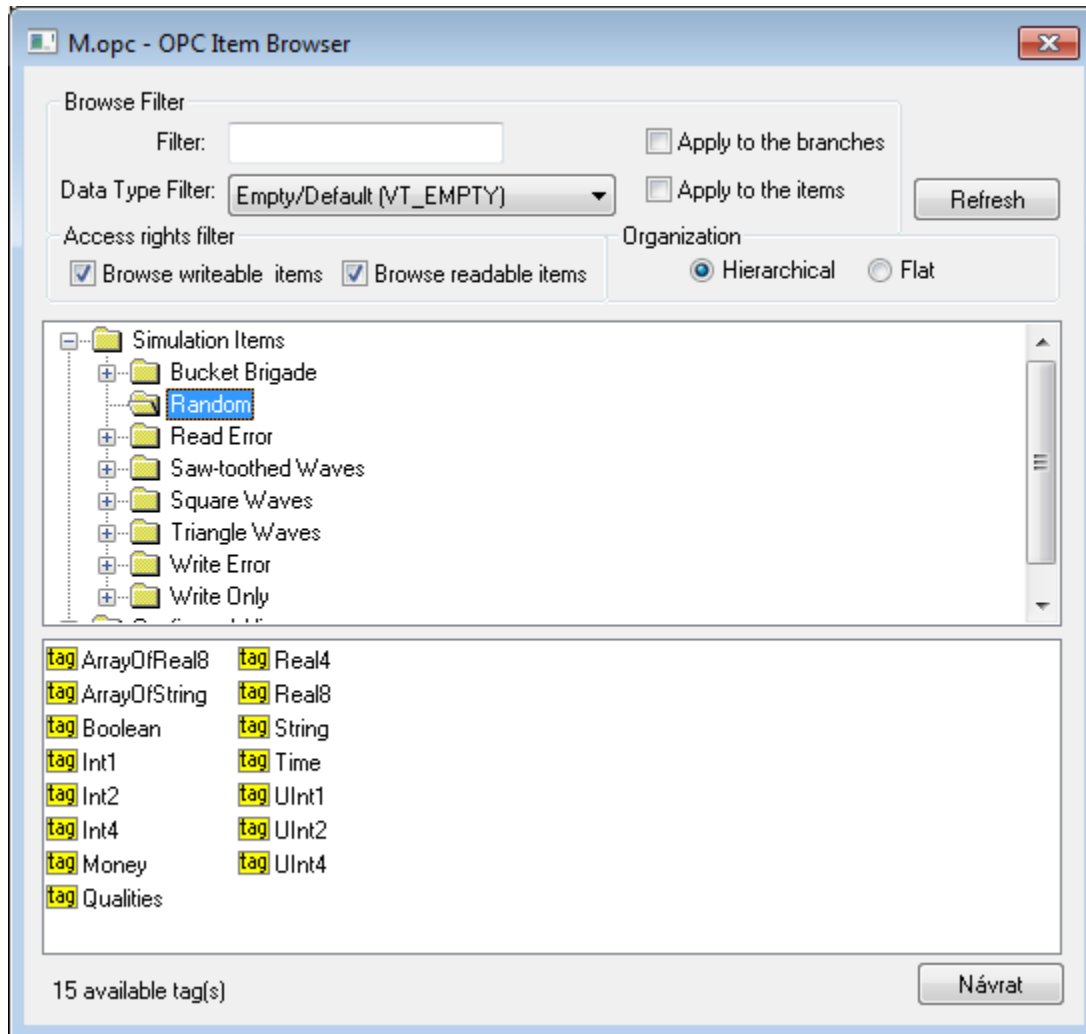 M.opc - OPC Item Browser
Browse Filter
Filter:
Apply to the branches
Data Type Filter: Empty/Default (VT_EMPTY)
Apply to the items
Refresh
Access rights filter
Organization
Browse writeable items Browse readable items
Hierarchical Flat
Simulation Items
Bucket Brigade
Random
Read Error
Saw-toothed Waves
Square Waves
Triangle Waves
Write Error
Write Only
tag ArrayOfReal8 tag Real4
tag ArrayOfString tag Real8
tag Boolean tag String
tag Int1 tag Time
tag Int2 tag UInt1
tag Int4 tag UInt2
tag Money tag UInt4
tag Qualities
15 available tag(s)
Návrat